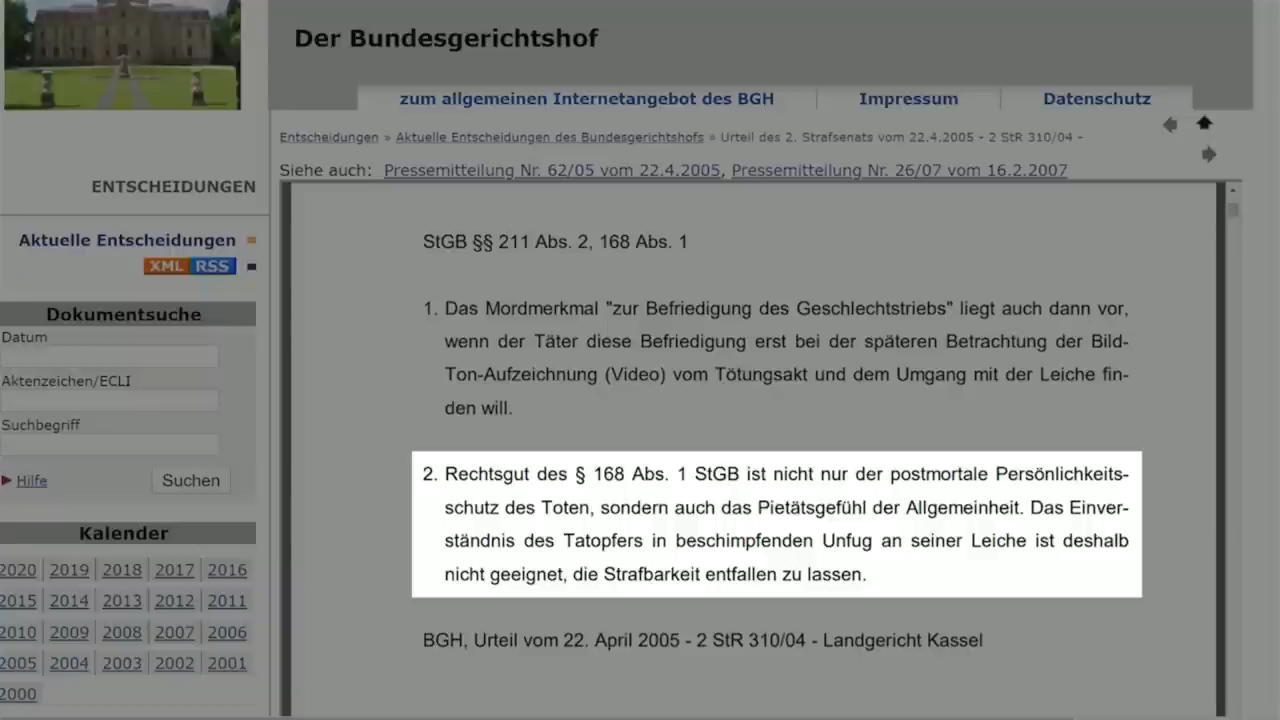 Der Bundesgerichtshof
zum allgemeinen Internetangebot des BGH
Impressum
Datenschutz
Entscheidungen » Aktuelle Entscheidungen des Bundesgerichtshofs » Urteil des 2. Strafsenats vom 22.4.2005 - 2 StR 310/04 -
Siehe auch: Pressemitteilung Nr. 62/05 vom 22.4.2005, Pressemitteilung Nr. 26/07 vom 16.2.2007
ENTSCHEIDUNGEN
Aktuelle Entscheidungen
XML RSS
Dokumentsuche
Datum
Aktenzeichen/ECLI
Suchbegriff
Hilfe
Suchen
Kalender
2020 2019 2018 2017 2016
2015 2014 2013 2012 2011
2010 2009 2008 2007 2006
2005 2004 2003 2002 2001
2000
StGB §§ 211 Abs. 2, 168 Abs. 1
1. Das Mordmerkmal "zur Befriedigung des Geschlechtstriebs" liegt auch dann vor,
wenn der Täter diese Befriedigung erst bei der späteren Betrachtung der Bild-
Ton-Aufzeichnung (Video) vom Tötungsakt und dem Umgang mit der Leiche fin-
den will.
2. Rechtsgut des § 168 Abs. 1 StGB ist nicht nur der postmortale Persönlichkeits-
schutz des Toten, sondern auch das Pietätsgefühl der Allgemeinheit. Das Einver-
ständnis des Tatopfers in beschimpfenden Unfug an seiner Leiche ist deshalb
nicht geeignet, die Strafbarkeit entfallen zu lassen.
BGH, Urteil vom 22. April 2005 - 2 StR 310/04 - Landgericht Kassel